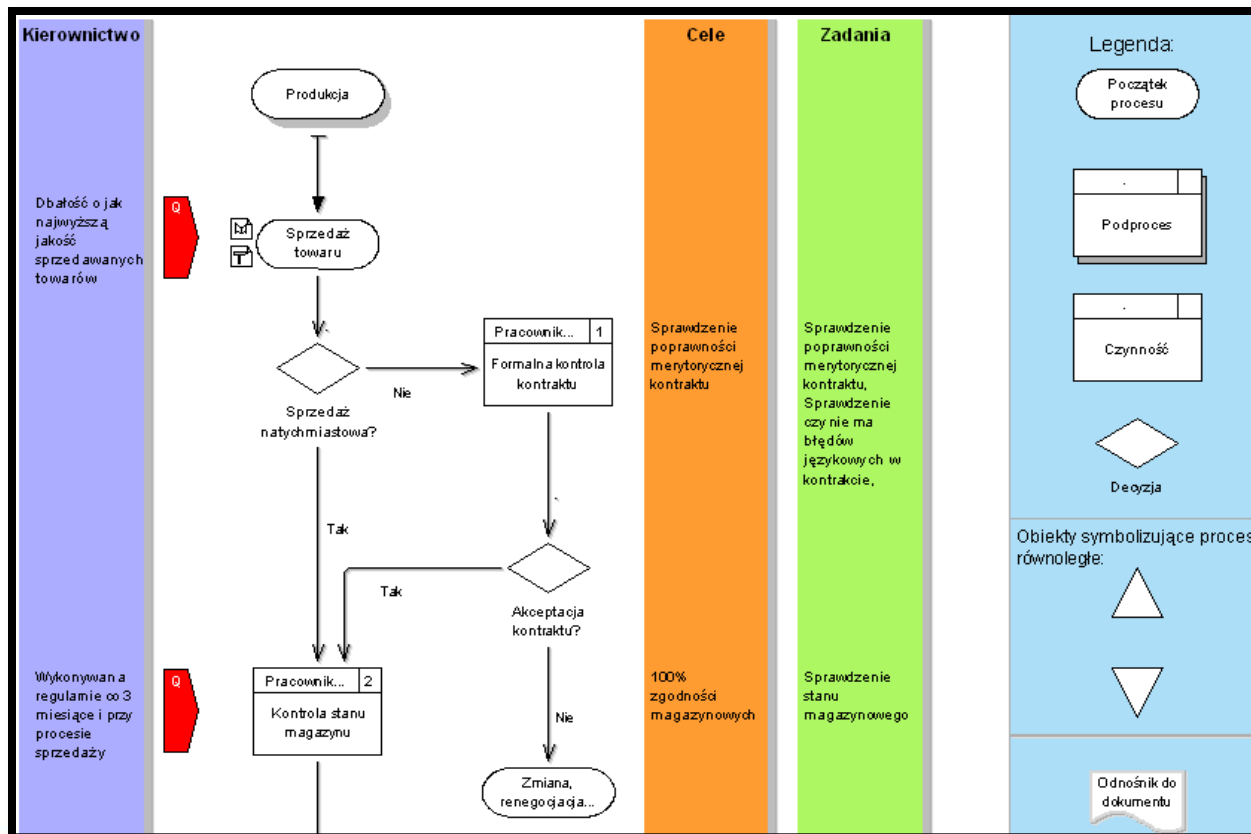 Kierownictwo
Cele
Zadania
Legenda:
Produkcja
Początek
procesu
Dbałość o jak
najwyższą
jakość
sprzedawanych
towarów
Q
Sprzedaż
towaru
.
Podproces
Pracownik...
1
Formalna kontrola
kontraktu
Sprawdzenie
poprawności
merytorycznej
kontraktu
Sprawdzenie
poprawności
merytorycznej
kontraktu,
Sprawdzenie
czy nie ma
błędów
językowych w
kontrakcie,
.
Czynność
Nie
Sprzedaż
natychmiastowa?
Decyzja
Tak
Obiekty symbolizujące proces
równoległe:
Tak
Akceptacja
kontraktu?
Wykonywana
regularnie co 3
miesiące i przy
procesie
sprzedaży
Q
Pracownik...
2
Kontrola stanu
magazynu
100%
zgodności
magazynowych
Sprawdzenie
stanu
magazynowego
Nie
Zmiana,
renegocjacja...
Odnośnik do
dokumentu